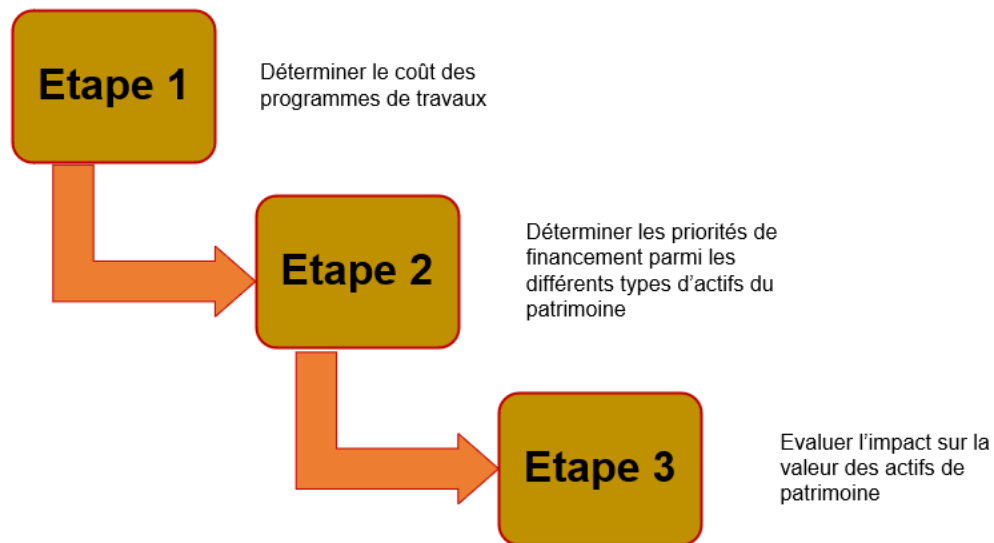 Etape 1
Déterminer le coût des
programmes de travaux
Etape 2
Déterminer les priorités de
financement parmi les
différents types d’actifs du
patrimoine
Etape 3
Evaluer l’impact sur la
valeur des actifs de
patrimoine